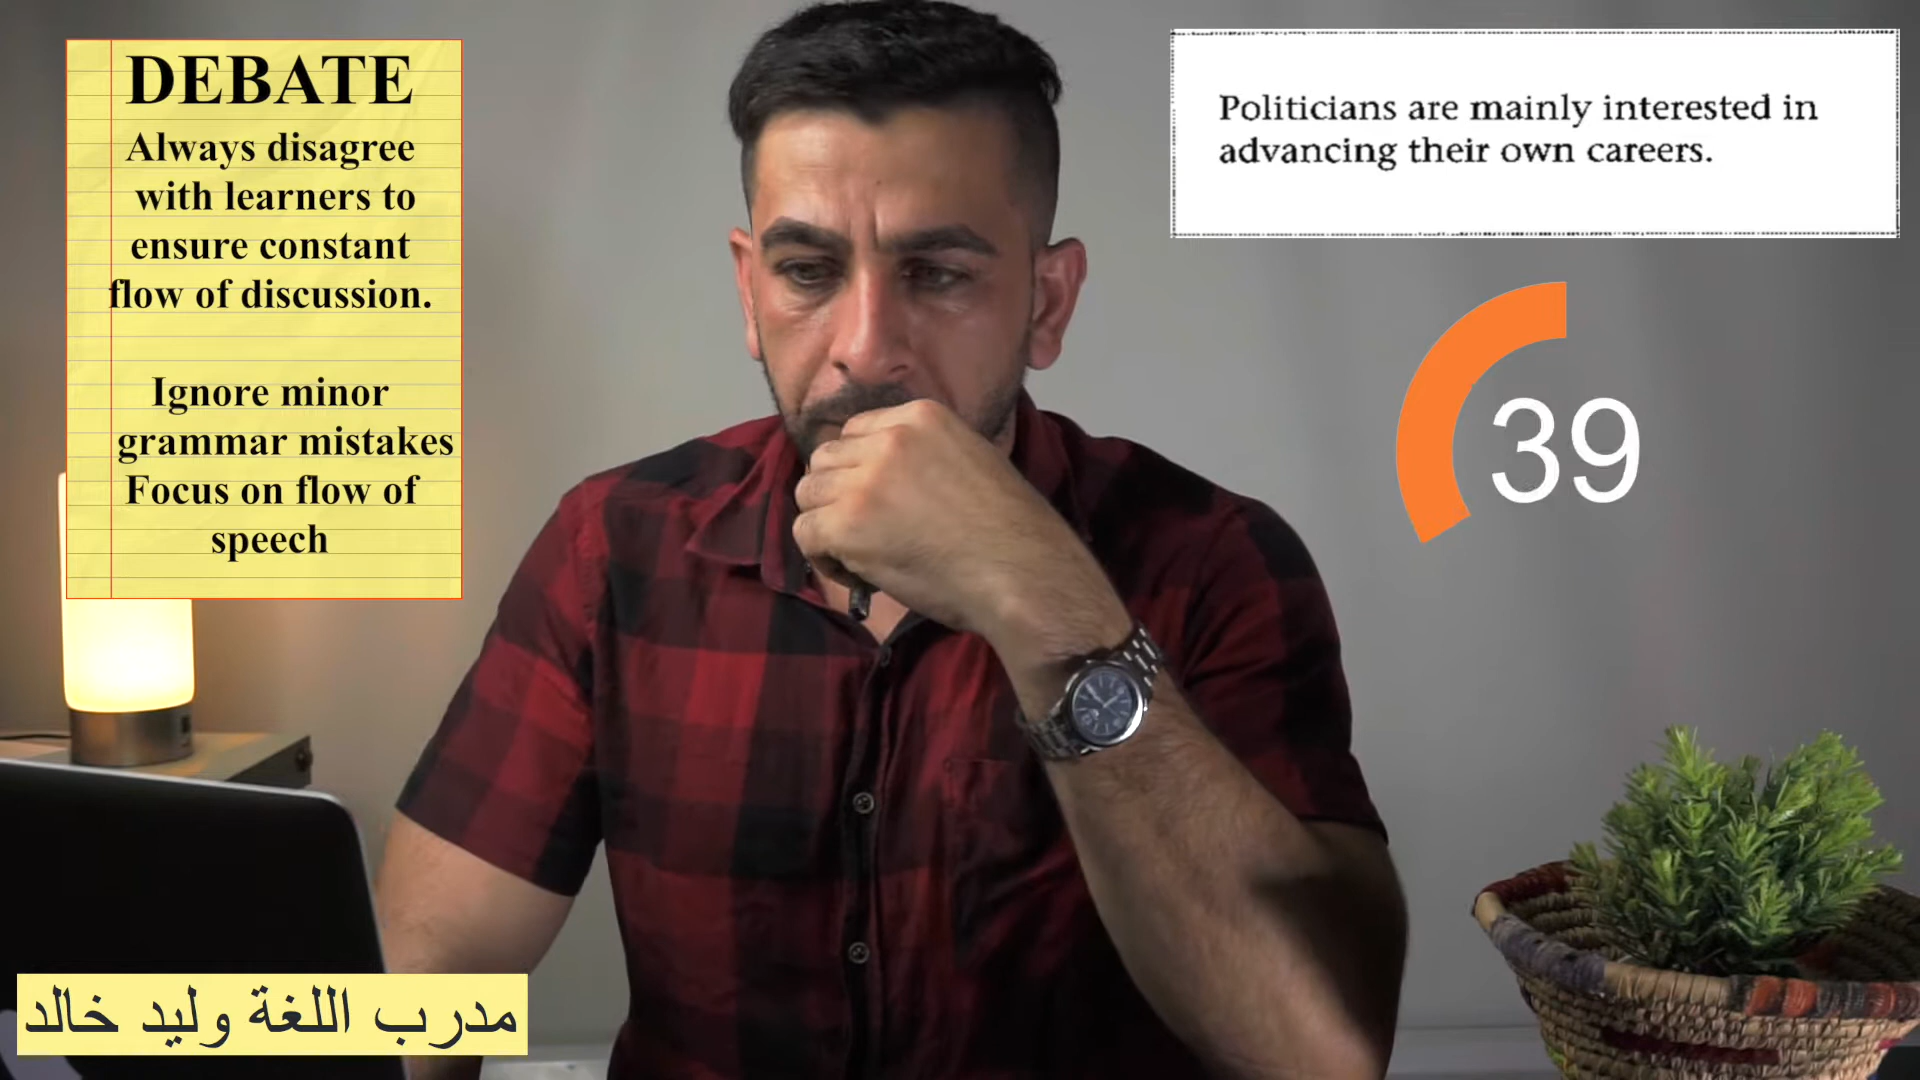 DEBATE
Always disagree
with learners to
ensure constant
flow of discussion.
Ignore minor
grammar mistakes
Focus on flow of
speech
Politicians are mainly interested in
advancing their own careers.
39
مدرب اللغة وليد خالد